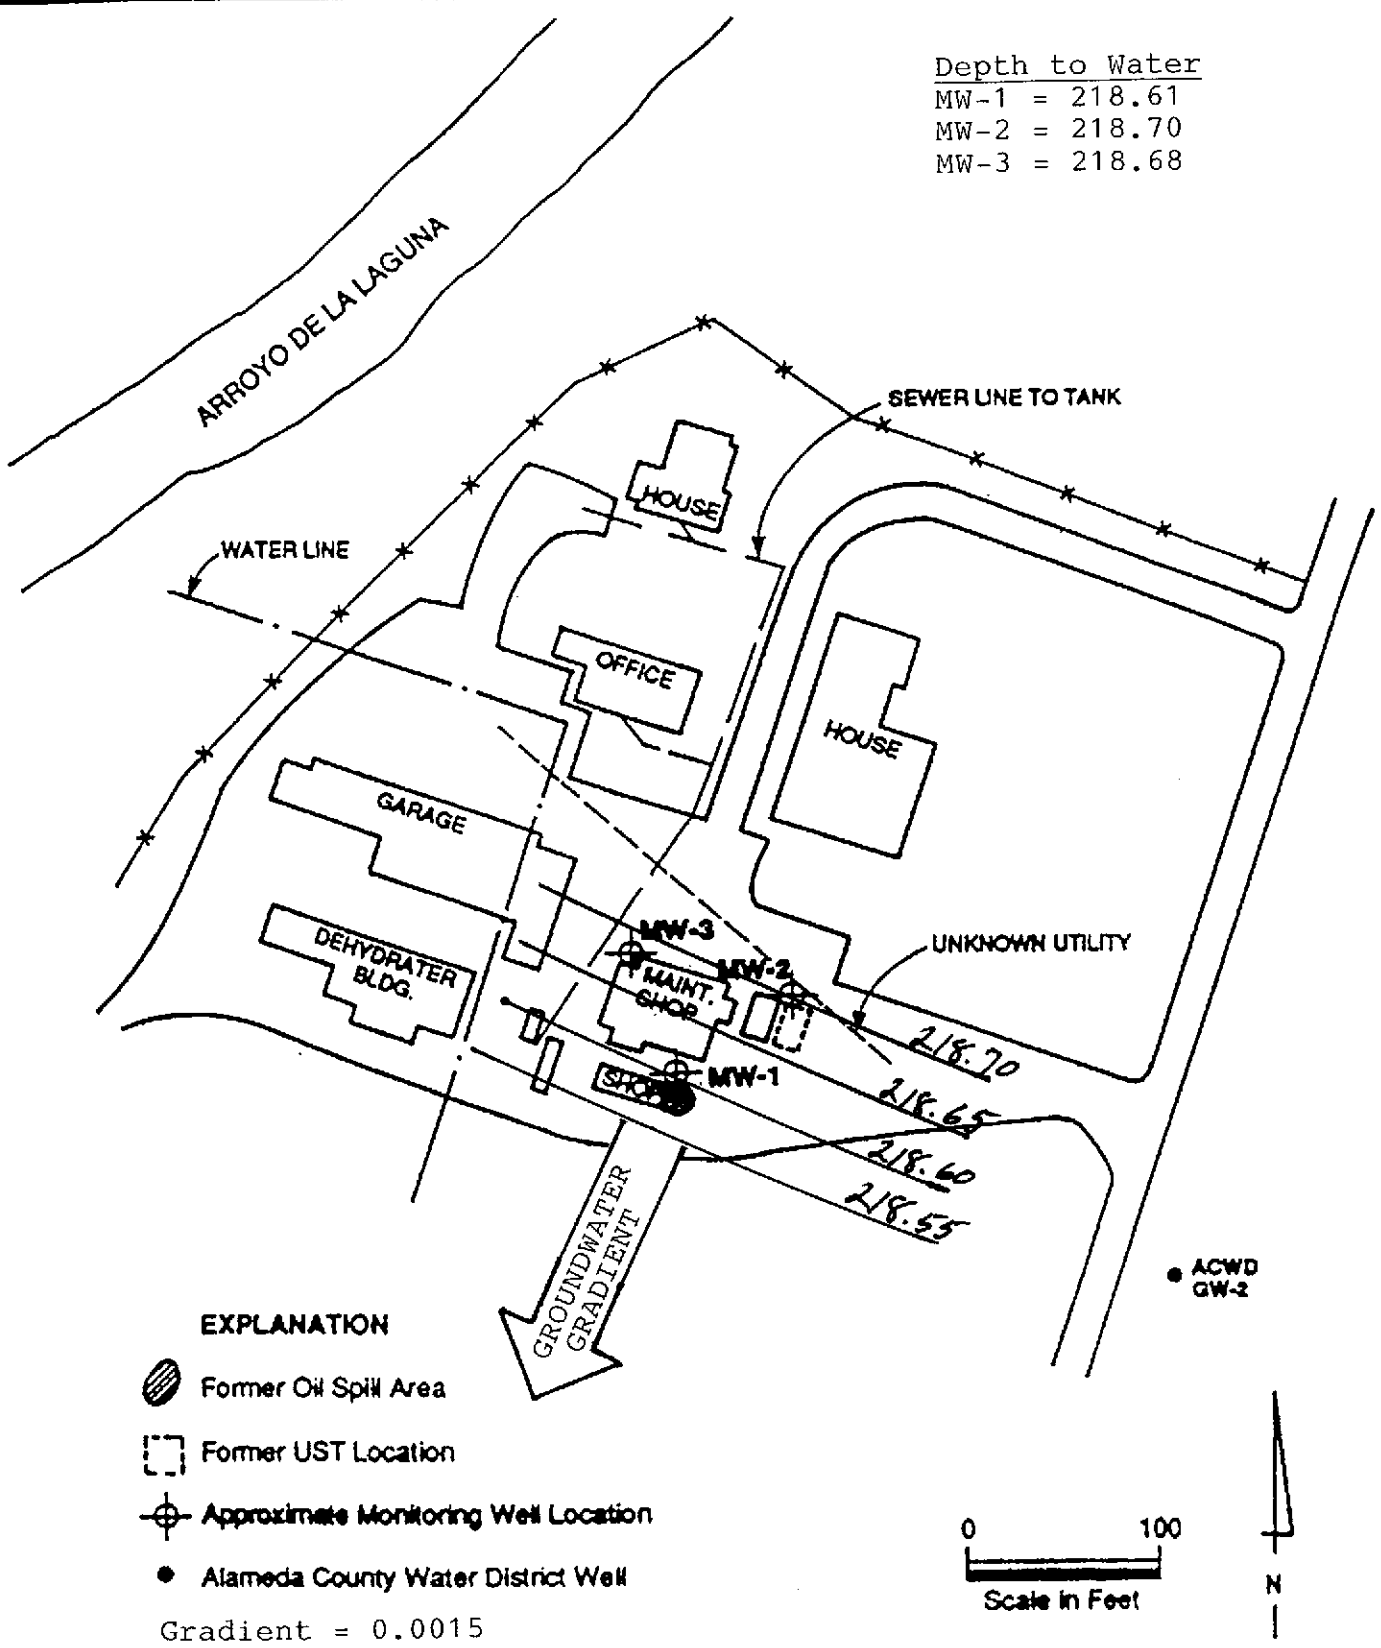 Depth to Water
MW-1 = 218.61
MW-2 = 218.70
MW-3 = 218.68
ARROYO DE LA LAGUNA
SEWER LINE TO TANK
HOUSE
WATER LINE
OFFICE
HOUSE
GARAGE
MW-3
DEHYDRATER
BLDG.
UNKNOWN UTILITY
MW-2
MAINT.
SHOP
218.70
MW-1
SHOP
218.65
218.60
218.55
GROUNDWATER
GRADIENT
ACWD
GW-2
EXPLANATION
Former Oil Spill Area
Former UST Location
Approximate Monitoring Well Location
Alameda County Water District Well
Gradient = 0.0015
0 100
Scale in Feet
N